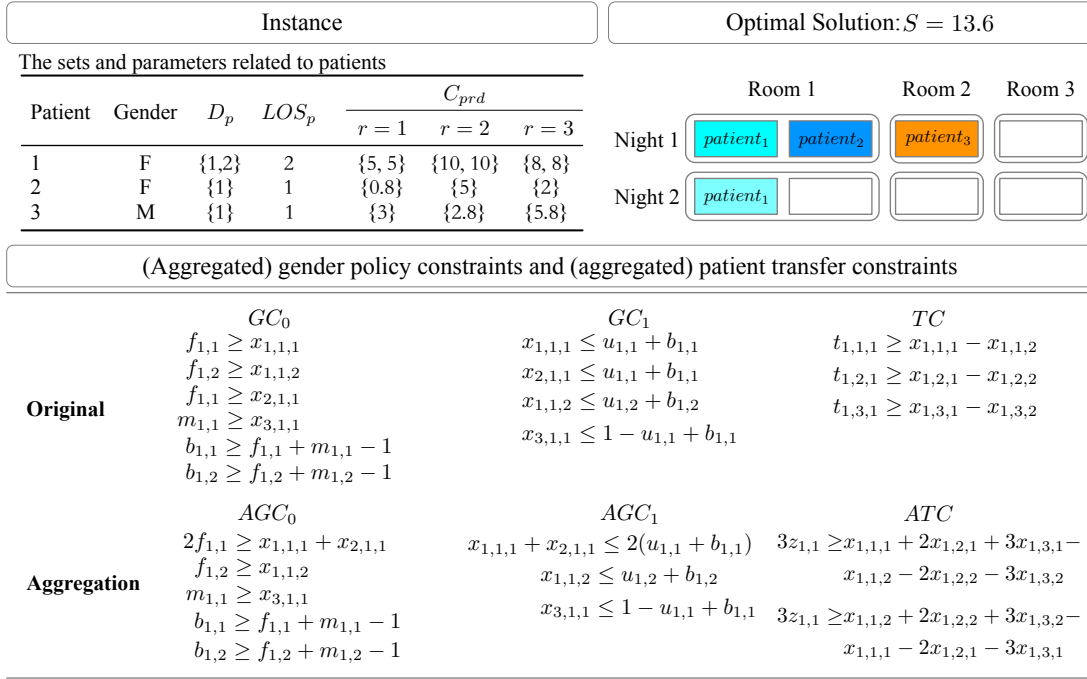 Instance
Optimal Solution: S = 13.6
The sets and parameters related to patients
Patient Gender D_p LOS_p C_{prd}
r = 1 r = 2 r = 3
1 F {1,2} 2 {5, 5} {10, 10} {8, 8}
2 F {1} 1 {0.8} {5} {2}
3 M {1} 1 {3} {2.8} {5.8}
Room 1 Room 2 Room 3
Night 1 patient_1 patient_2 patient_3
Night 2 patient_1
(Aggregated) gender policy constraints and (aggregated) patient transfer constraints
Original
GC_0
f_{1,1} ≥ x_{1,1,1}
f_{1,2} ≥ x_{1,1,2}
f_{1,1} ≥ x_{2,1,1}
m_{1,1} ≥ x_{3,1,1}
b_{1,1} ≥ f_{1,1} + m_{1,1} − 1
b_{1,2} ≥ f_{1,2} + m_{1,2} − 1
GC_1
x_{1,1,1} ≤ u_{1,1} + b_{1,1}
x_{2,1,1} ≤ u_{1,1} + b_{1,1}
x_{1,1,2} ≤ u_{1,2} + b_{1,2}
x_{3,1,1} ≤ 1 − u_{1,1} + b_{1,1}
TC
t_{1,1,1} ≥ x_{1,1,1} − x_{1,1,2}
t_{1,2,1} ≥ x_{1,2,1} − x_{1,2,2}
t_{1,3,1} ≥ x_{1,3,1} − x_{1,3,2}
Aggregation
AGC_0
2f_{1,1} ≥ x_{1,1,1} + x_{2,1,1}
f_{1,2} ≥ x_{1,1,2}
m_{1,1} ≥ x_{3,1,1}
b_{1,1} ≥ f_{1,1} + m_{1,1} − 1
b_{1,2} ≥ f_{1,2} + m_{1,2} − 1
AGC_1
x_{1,1,1} + x_{2,1,1} ≤ 2(u_{1,1} + b_{1,1})
x_{1,1,2} ≤ u_{1,2} + b_{1,2}
x_{3,1,1} ≤ 1 − u_{1,1} + b_{1,1}
ATC
3z_{1,1} ≥ x_{1,1,1} + 2x_{1,2,1} + 3x_{1,3,1} −
x_{1,1,2} − 2x_{1,2,2} − 3x_{1,3,2}
3z_{1,1} ≥ x_{1,1,2} + 2x_{1,2,2} + 3x_{1,3,2} −
x_{1,1,1} − 2x_{1,2,1} − 3x_{1,3,1}